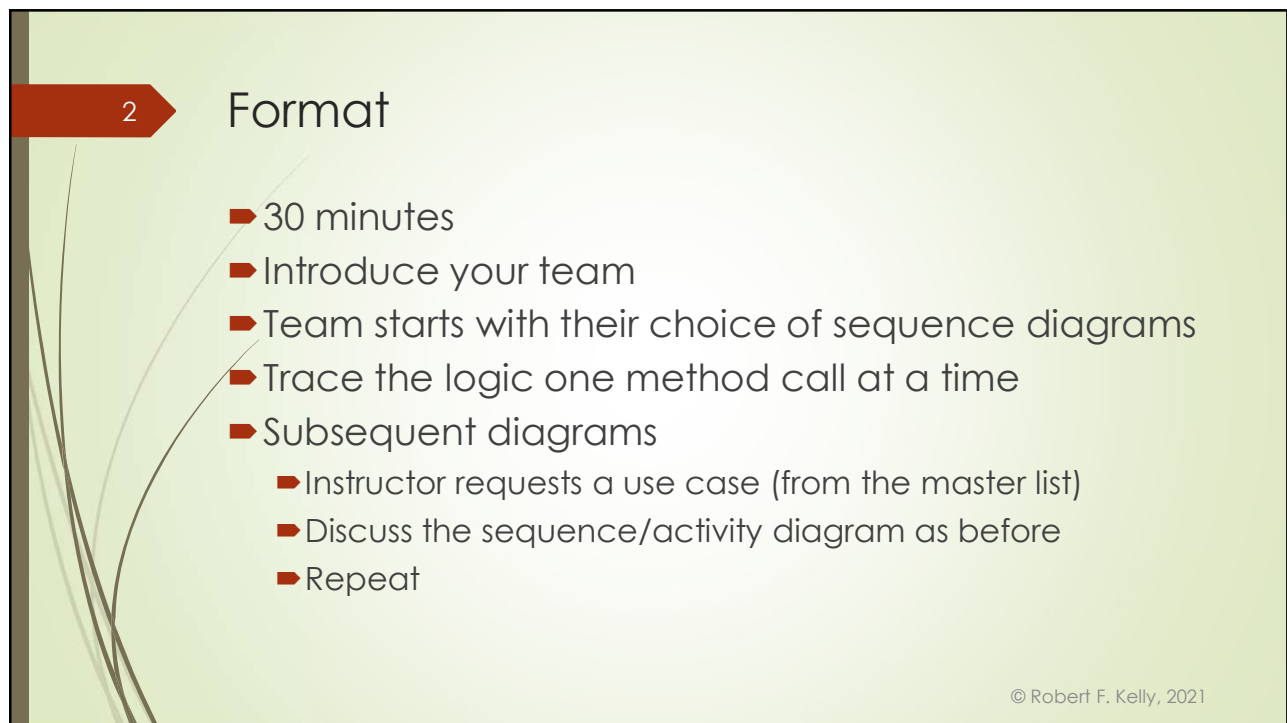 2
Format
30 minutes
Introduce your team
Team starts with their choice of sequence diagrams
Trace the logic one method call at a time
Subsequent diagrams
Instructor requests a use case (from the master list)
Discuss the sequence/activity diagram as before
Repeat
© Robert F. Kelly, 2021